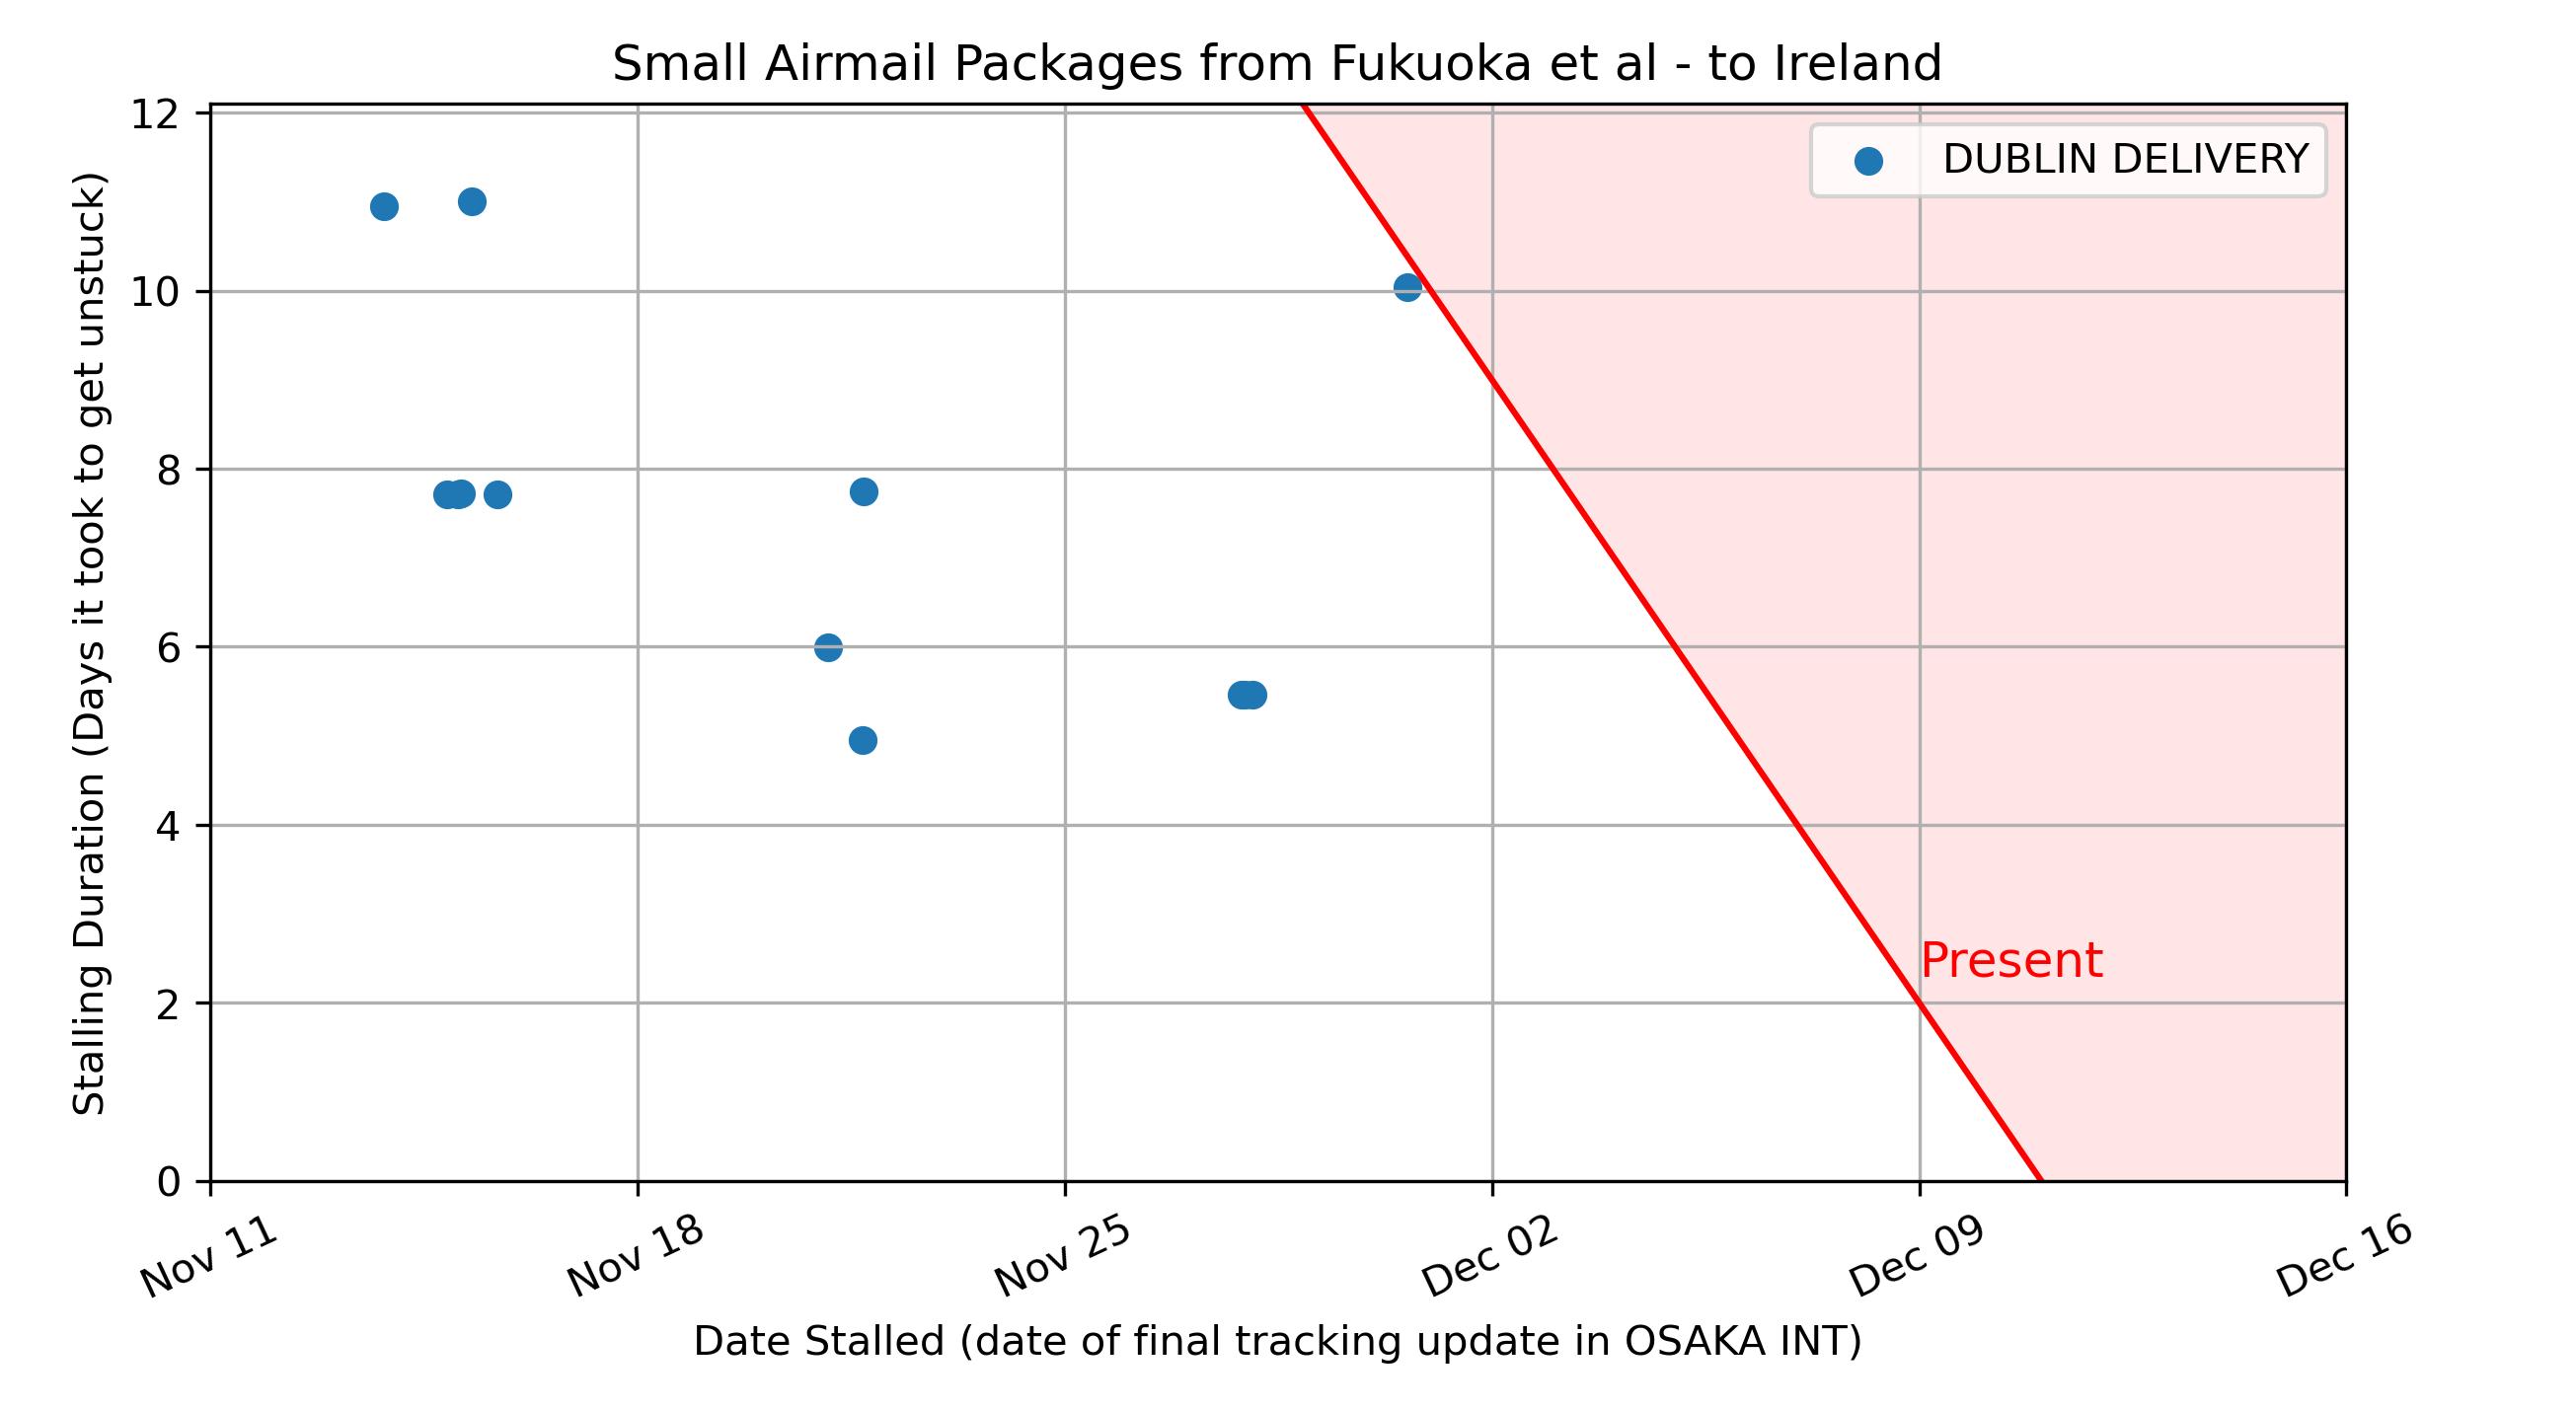 Small Airmail Packages from Fukuoka et al - to Ireland
DUBLIN DELIVERY
Stalling Duration (Days it took to get unstuck)
12
10
8
6
4
2
0
Present
Nov 11
Nov 18
Nov 25
Dec 02
Dec 09
Dec 16
Date Stalled (date of final tracking update in OSAKA INT)